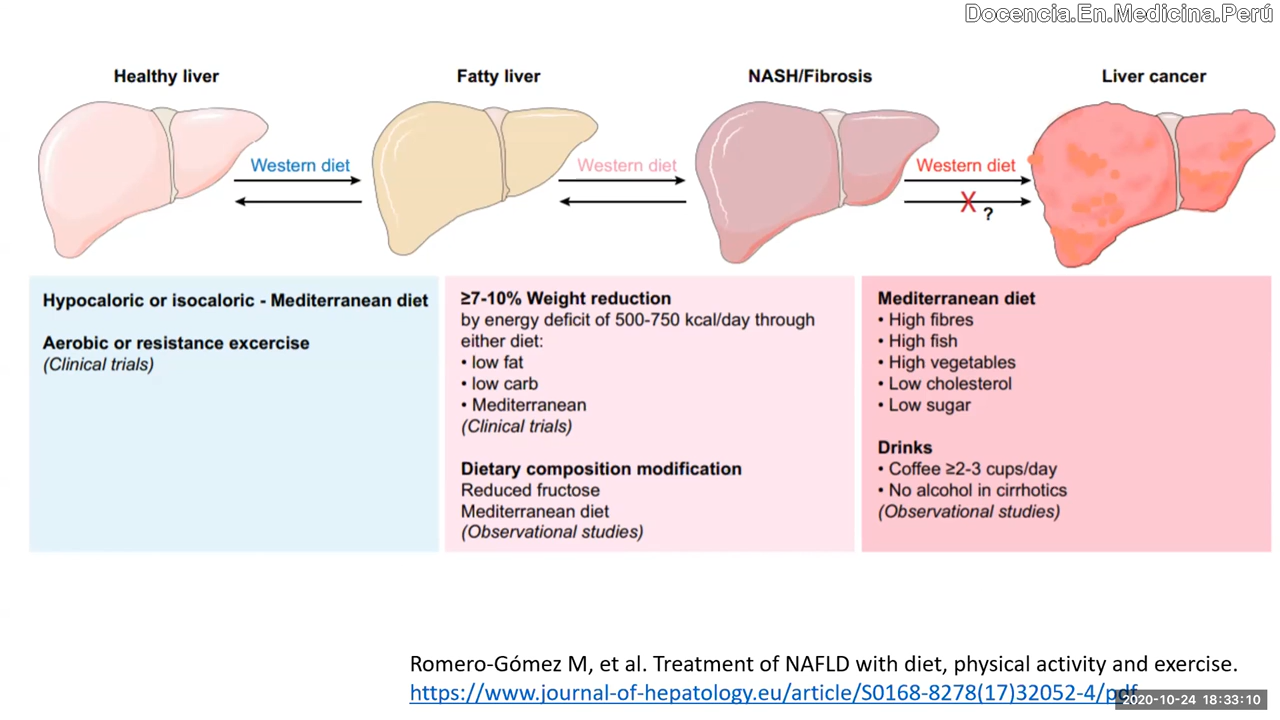 Docencia.En.Medicina.Perú
Healthy liver
Fatty liver
NASH/Fibrosis
Liver cancer
Western diet
Western diet
Western diet
X
?
Hypocaloric or isocaloric - Mediterranean diet
Aerobic or resistance excercise
(Clinical trials)
≥7-10% Weight reduction
by energy deficit of 500-750 kcal/day through
either diet:
• low fat
• low carb
• Mediterranean
(Clinical trials)
Dietary composition modification
Reduced fructose
Mediterranean diet
(Observational studies)
Mediterranean diet
• High fibres
• High fish
• High vegetables
• Low cholesterol
• Low sugar
Drinks
• Coffee ≥2-3 cups/day
• No alcohol in cirrhotics
(Observational studies)
Romero-Gómez M, et al. Treatment of NAFLD with diet, physical activity and exercise.
https://www.journal-of-hepatology.eu/article/S0168-8278(17)32052-4/pdf
2020-10-24 18:33:10